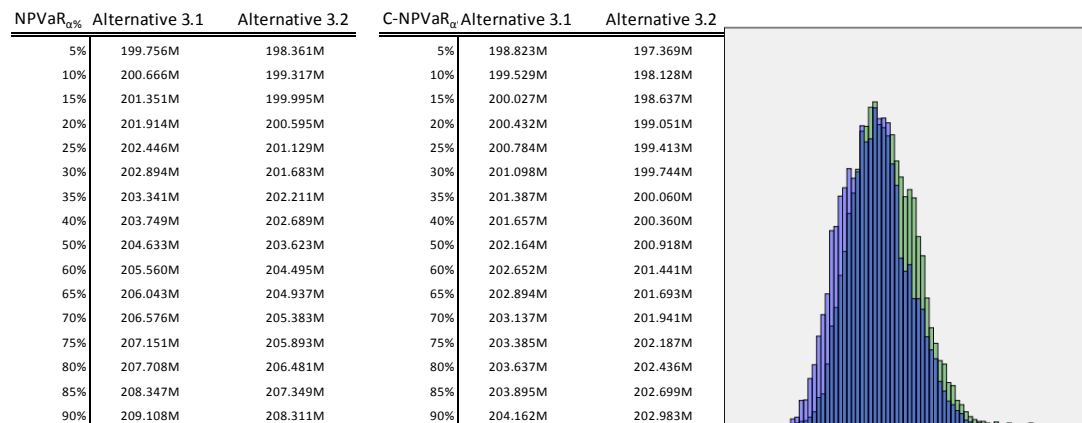 NPVaRα% Alternative 3.1 Alternative 3.2 C-NPVaRα Alternative 3.1 Alternative 3.2
5% 199.756M 198.361M 5% 198.823M 197.369M
10% 200.666M 199.317M 10% 199.529M 198.128M
15% 201.351M 199.995M 15% 200.027M 198.637M
20% 201.914M 200.595M 20% 200.432M 199.051M
25% 202.446M 201.129M 25% 200.784M 199.413M
30% 202.894M 201.683M 30% 201.098M 199.744M
35% 203.341M 202.211M 35% 201.387M 200.060M
40% 203.749M 202.689M 40% 201.657M 200.360M
50% 204.633M 203.623M 50% 202.164M 200.918M
60% 205.560M 204.495M 60% 202.652M 201.441M
65% 206.043M 204.937M 65% 202.894M 201.693M
70% 206.576M 205.383M 70% 203.137M 201.941M
75% 207.151M 205.893M 75% 203.385M 202.187M
80% 207.708M 206.481M 80% 203.637M 202.436M
85% 208.347M 207.349M 85% 203.895M 202.699M
90% 209.108M 208.311M 90% 204.162M 202.983M